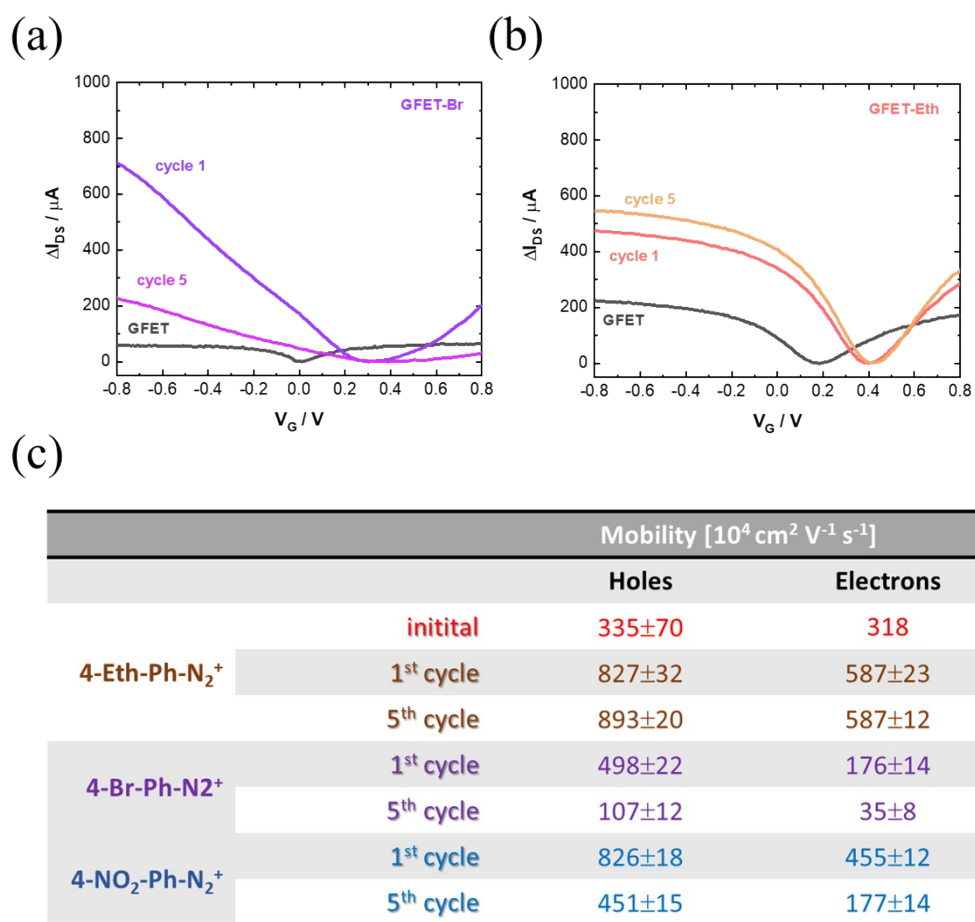 (a)
(b)
1000
800
600
400
200
0
-0.8 -0.6 -0.4 -0.2 0.0 0.2 0.4 0.6 0.8
ΔI_DS / μA
V_G / V
GFET-Br
cycle 1
cycle 5
GFET
1000
800
600
400
200
0
-0.8 -0.6 -0.4 -0.2 0.0 0.2 0.4 0.6 0.8
ΔI_DS / μA
V_G / V
GFET-Eth
cycle 5
cycle 1
GFET
(c)
Mobility [10⁴ cm² V⁻¹ s⁻¹]
Holes Electrons
initital 335±70 318
4-Eth-Ph-N₂⁺
1ˢᵗ cycle 827±32 587±23
5ᵗʰ cycle 893±20 587±12
4-Br-Ph-N2⁺
1ˢᵗ cycle 498±22 176±14
5ᵗʰ cycle 107±12 35±8
4-NO₂-Ph-N₂⁺
1ˢᵗ cycle 826±18 455±12
5ᵗʰ cycle 451±15 177±14